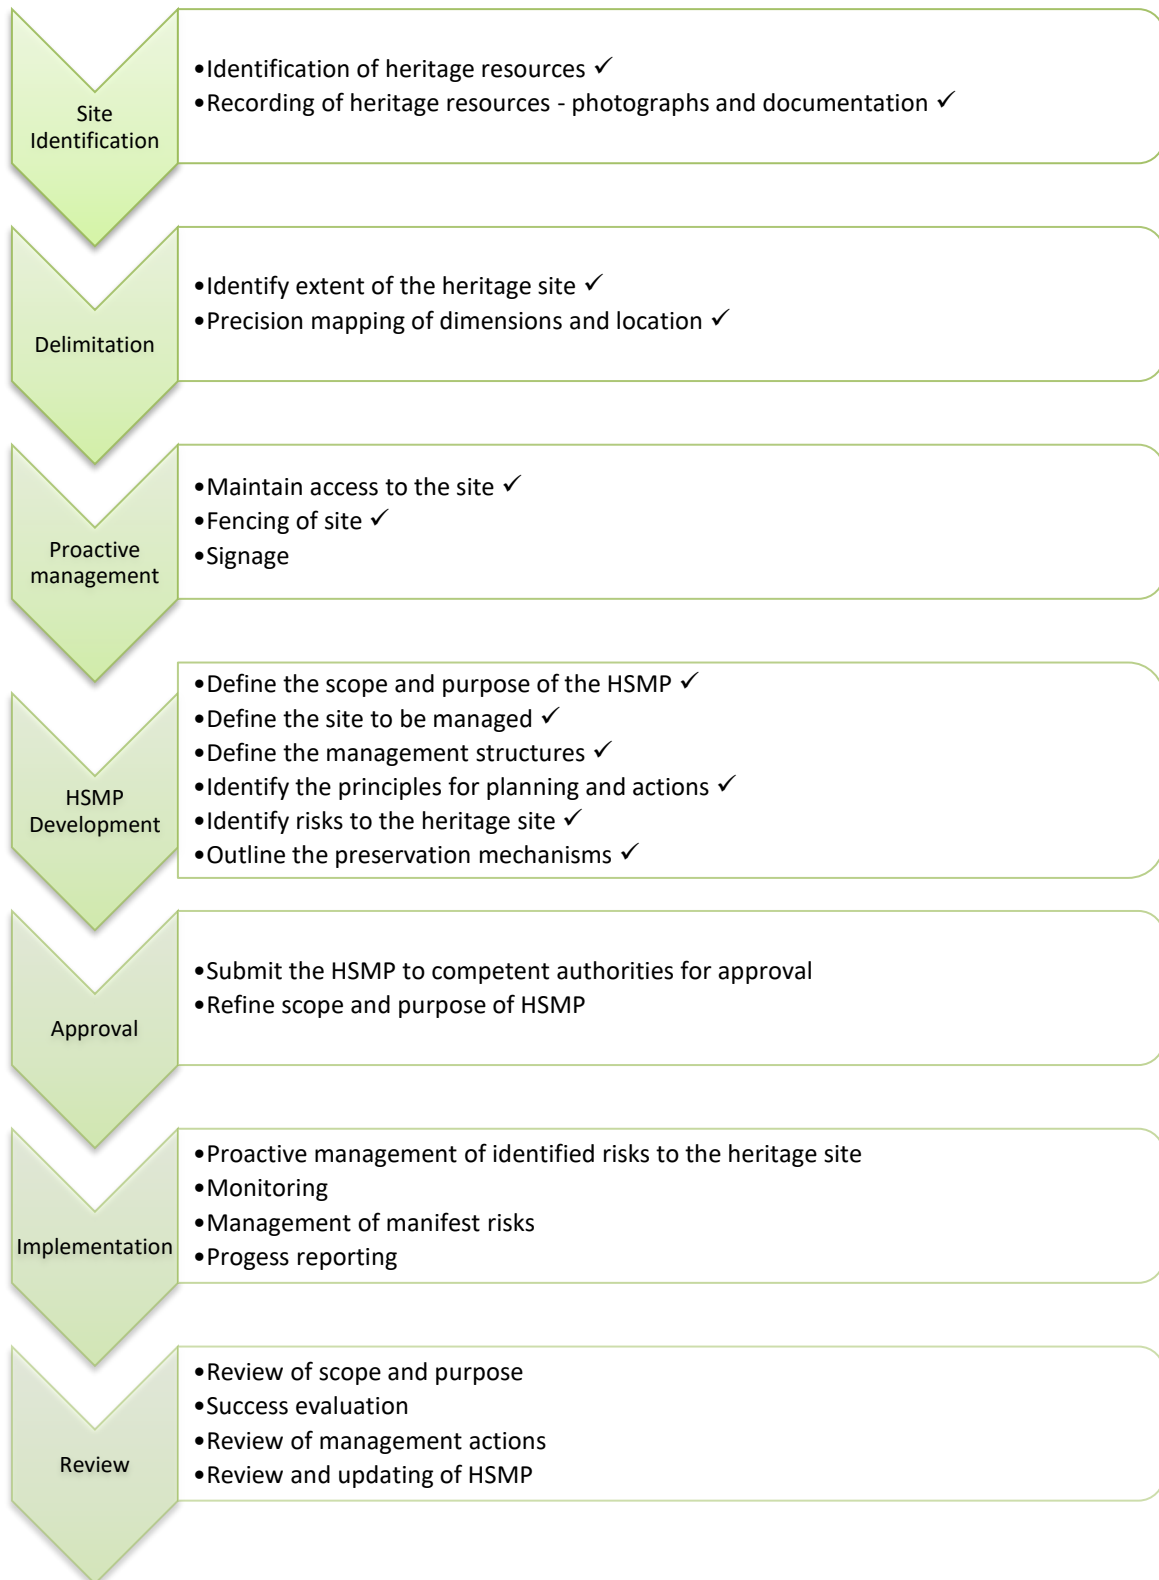 Site
Identification
•Identification of heritage resources ✓
•Recording of heritage resources - photographs and documentation ✓
Delimitation
•Identify extent of the heritage site ✓
•Precision mapping of dimensions and location ✓
Proactive
management
•Maintain access to the site ✓
•Fencing of site ✓
•Signage
HSMP
Development
•Define the scope and purpose of the HSMP ✓
•Define the site to be managed ✓
•Define the management structures ✓
•Identify the principles for planning and actions ✓
•Identify risks to the heritage site ✓
•Outline the preservation mechanisms ✓
Approval
•Submit the HSMP to competent authorities for approval
•Refine scope and purpose of HSMP
Implementation
•Proactive management of identified risks to the heritage site
•Monitoring
•Management of manifest risks
•Progess reporting
Review
•Review of scope and purpose
•Success evaluation
•Review of management actions
•Review and updating of HSMP